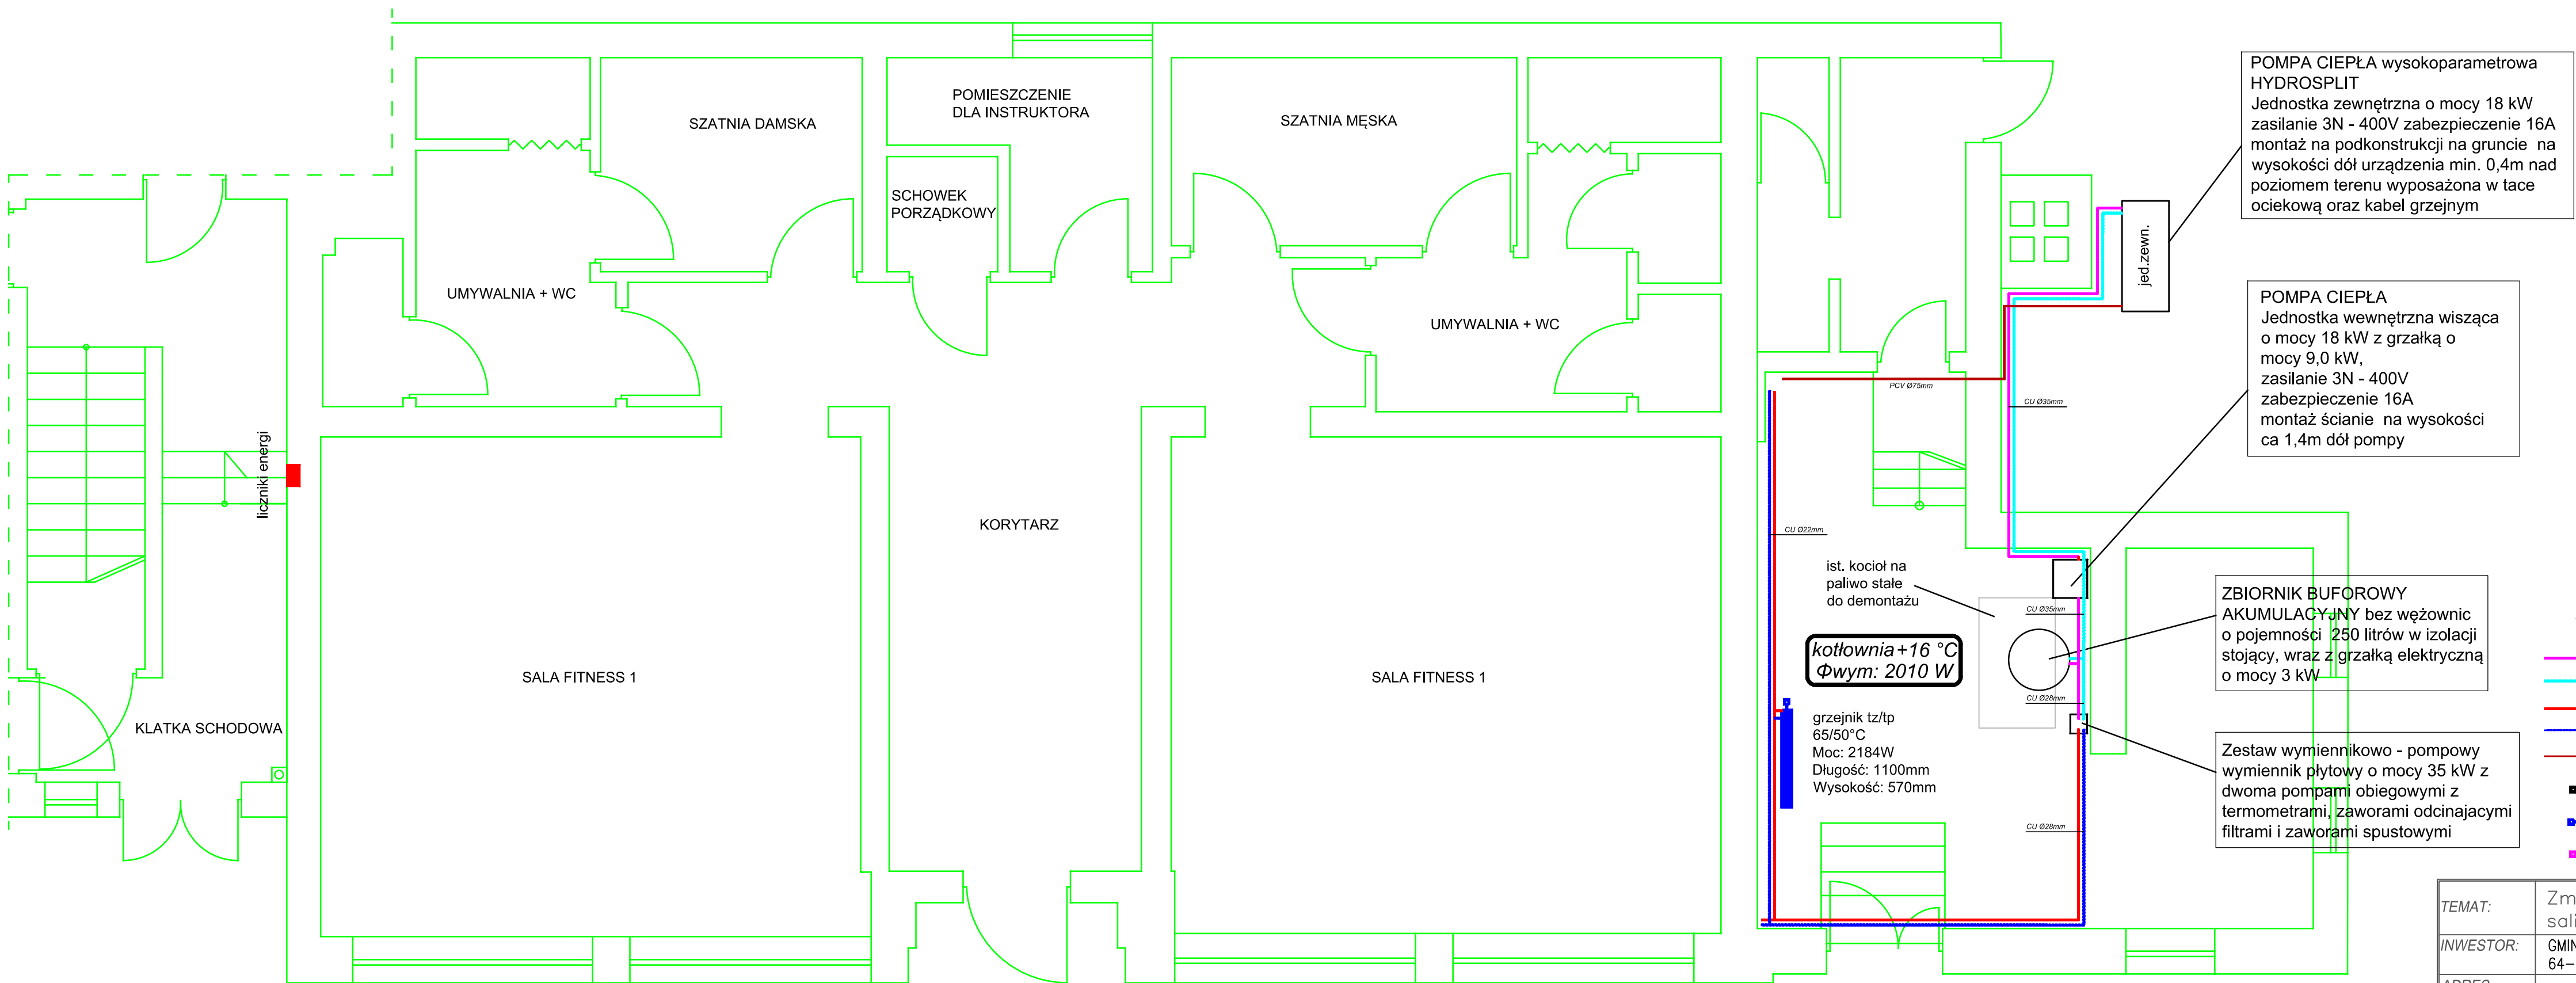 SZATNIA DAMSKA
POMIESZCZENIE
DLA INSTRUKTORA
SZATNIA MĘSKA
SCHOWEK
PORZĄDKOWY
UMYWALNIA + WC
UMYWALNIA + WC
liczniki energi
KLATKA SCHODOWA
SALA FITNESS 1
KORYTARZ
SALA FITNESS 1
jed.zewn.
PCV Ø75mm
CU Ø35mm
CU Ø22mm
CU Ø35mm
CU Ø28mm
CU Ø28mm
ist. kocioł na
paliwo stałe
do demontażu
kotłownia+16 °C
Φwym: 2010 W
grzejnik tz/tp
65/50°C
Moc: 2184W
Długość: 1100mm
Wysokość: 570mm
POMPA CIEPŁA wysokoparametrowa
HYDROSPLIT
Jednostka zewnętrzna o mocy 18 kW
zasilanie 3N - 400V zabezpieczenie 16A
montaż na podkonstrukcji na gruncie na
wysokości dół urządzenia min. 0,4m nad
poziomem terenu wyposażona w tace
ociekową oraz kabel grzejnym
POMPA CIEPŁA
Jednostka wewnętrzna wisząca
o mocy 18 kW z grzałką o
mocy 9,0 kW,
zasilanie 3N - 400V
zabezpieczenie 16A
montaż ścianie na wysokości
ca 1,4m dół pompy
ZBIORNIK BUFOROWY
AKUMULACYJNY bez wężownic
o pojemności 250 litrów w izolacji
stojący, wraz z grzałką elektryczną
o mocy 3 kW
Zestaw wymiennikowo - pompowy
wymiennik płytowy o mocy 35 kW z
dwoma pompami obiegowymi z
termometrami, zaworami odcinajacymi
filtrami i zaworami spustowymi
TEMAT:
Zm
sali
INWESTOR:
GMIN
64-